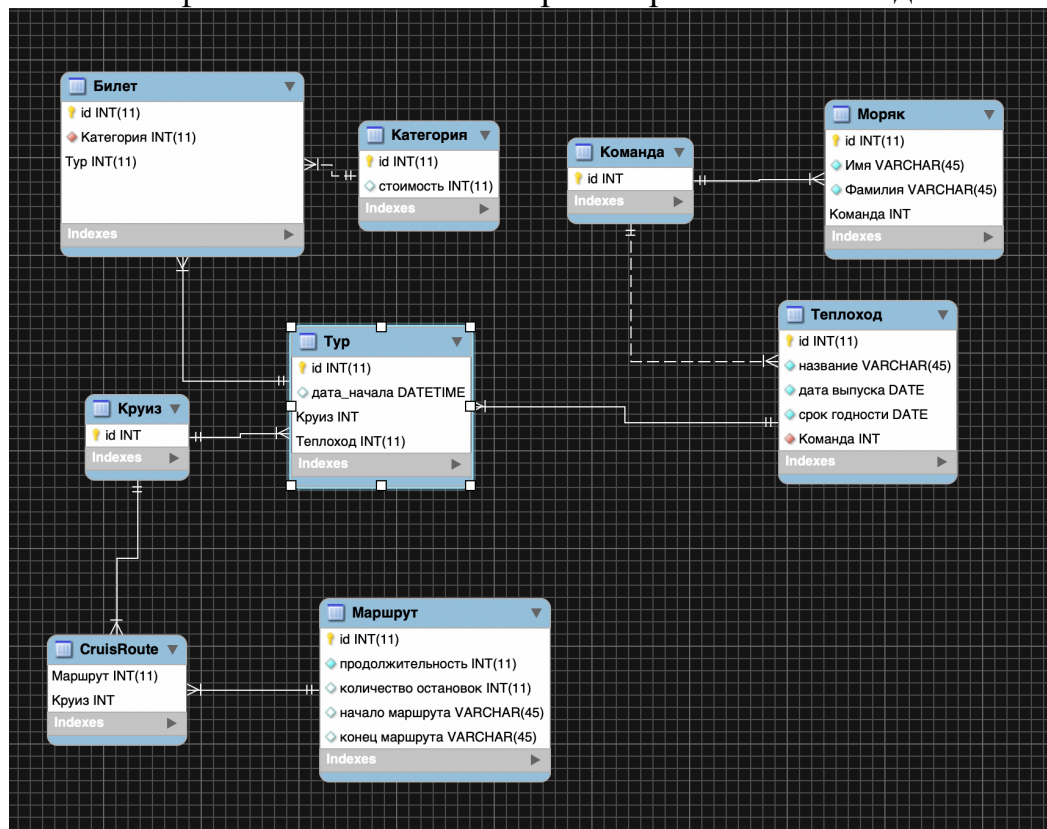 Билет
id INT(11)
Категория INT(11)
Тур INT(11)
Indexes
Категория
id INT(11)
стоимость INT(11)
Indexes
Команда
id INT
Indexes
Моряк
id INT(11)
Имя VARCHAR(45)
Фамилия VARCHAR(45)
Команда INT
Indexes
Тур
id INT(11)
дата_начала DATETIME
Круиз INT
Теплоход INT(11)
Indexes
Теплоход
id INT(11)
название VARCHAR(45)
дата выпуска DATE
срок годности DATE
Команда INT
Indexes
Круиз
id INT
Indexes
CruisRoute
Маршрут INT(11)
Круиз INT
Indexes
Маршрут
id INT(11)
продолжительность INT(11)
количество остановок INT(11)
начало маршрута VARCHAR(45)
конец маршрута VARCHAR(45)
Indexes